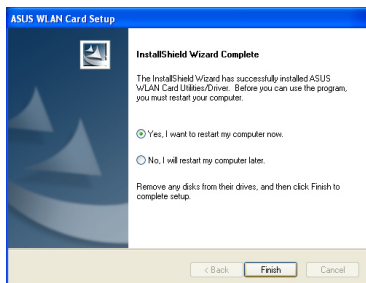 ASUS WLAN Card Setup
InstallShield Wizard Complete
The InstallShield Wizard has successfully installed ASUS
WLAN Card Utilities/Driver. Before you can use the program,
you must restart your computer.
Yes, I want to restart my computer now.
No, I will restart my computer later.
Remove any disks from their drives, and then click Finish to
complete setup.
< Back Finish Cancel